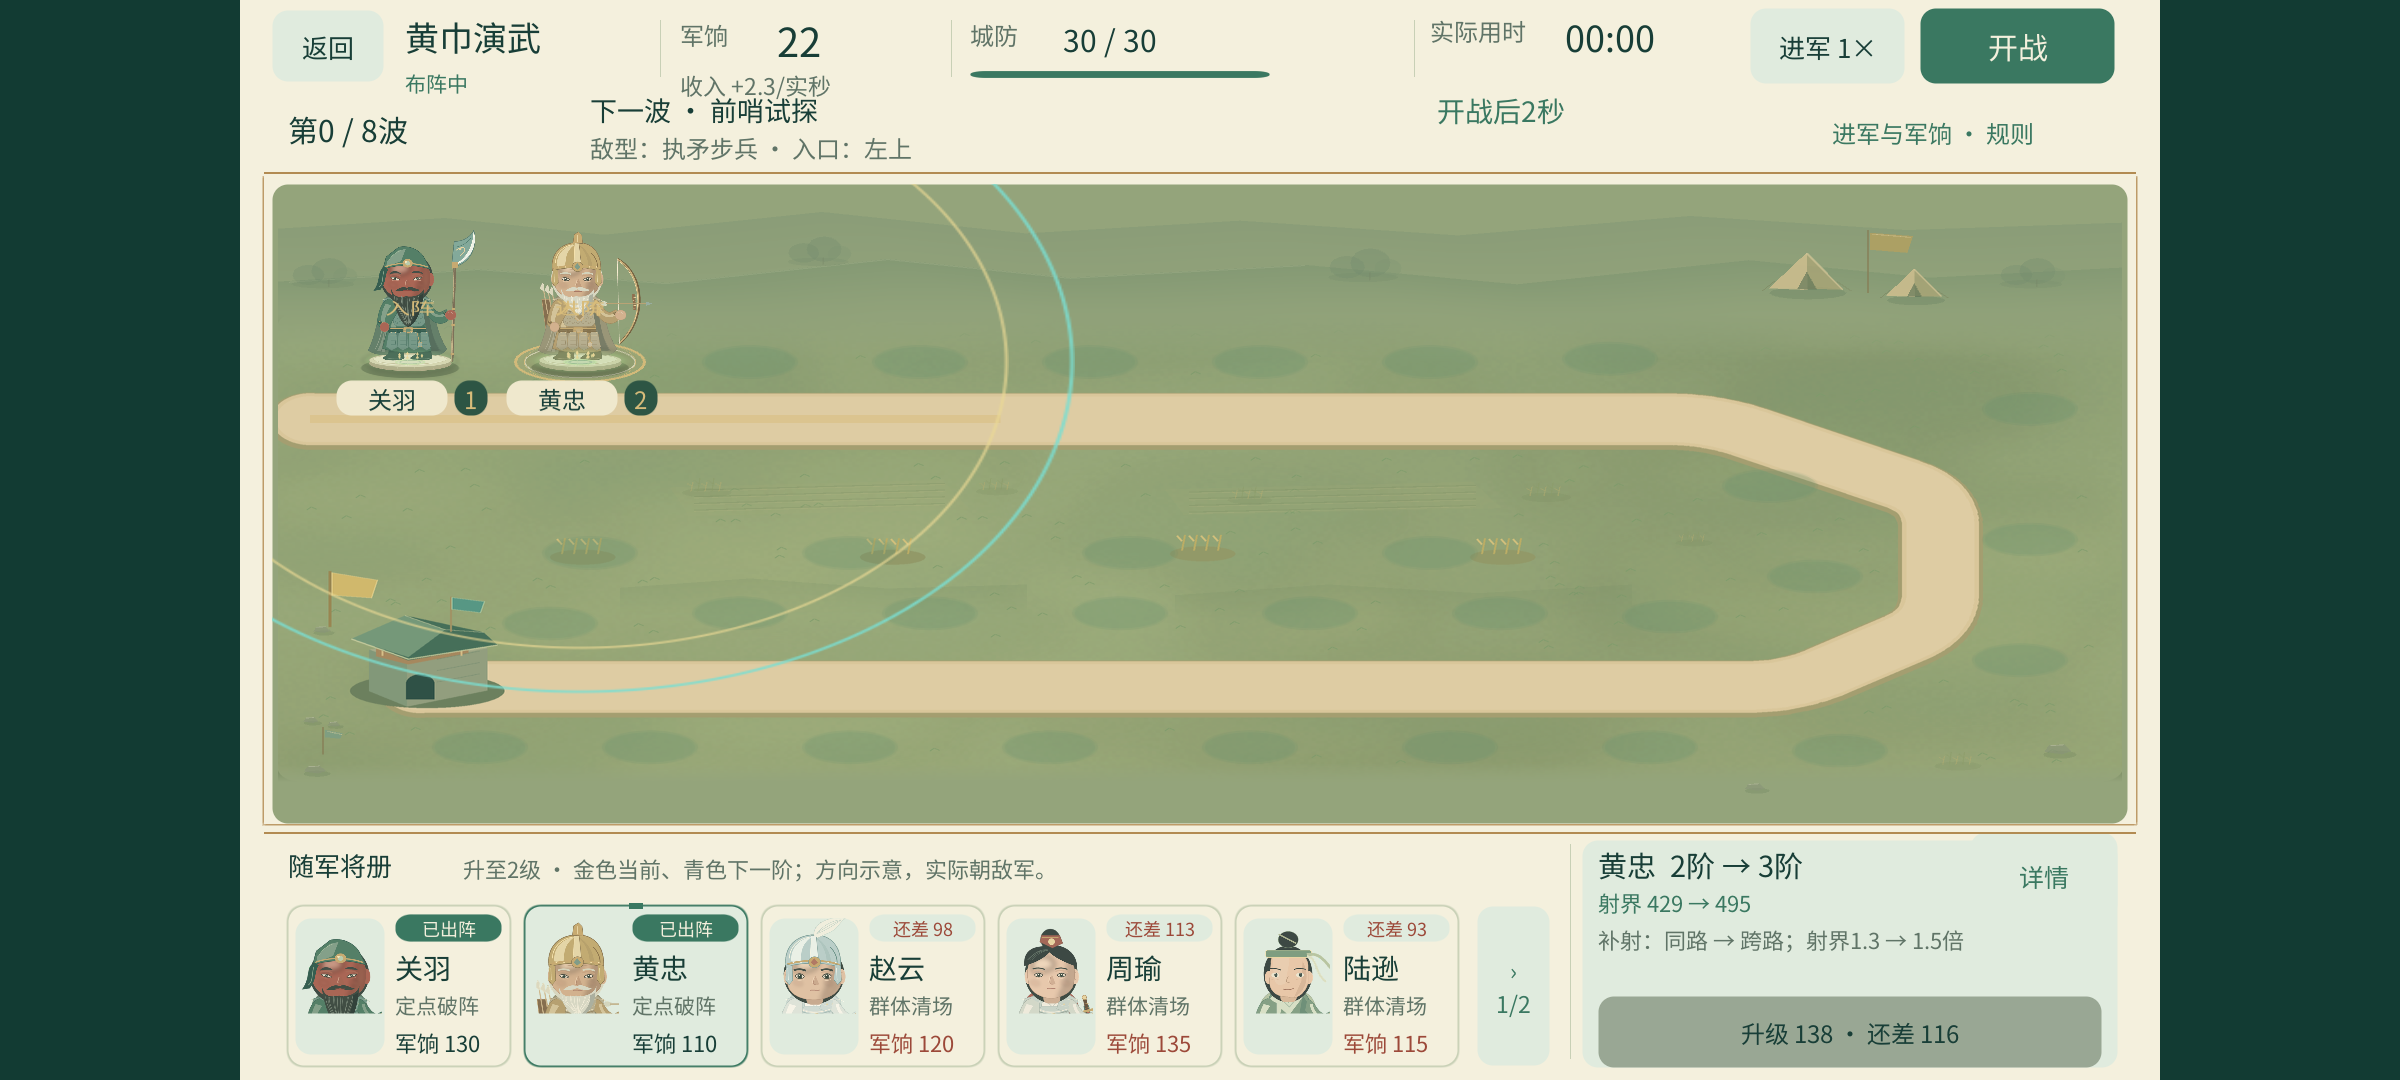 返回
黄巾演武
布阵中
军饷
22
收入 +2.3/实秒
城防
30 / 30
实际用时
00:00
进军 1×
开战
第0 / 8波
下一波 · 前哨试探
敌型：执矛步兵 · 入口：左上
开战后2秒
进军与军饷 · 规则
入阵
关羽
1
黄忠
2
随军将册
升至2级 · 金色当前、青色下一阶；方向示意，实际朝敌军。
已出阵
关羽
定点破阵
军饷 130
已出阵
黄忠
定点破阵
军饷 110
还差 98
赵云
群体清场
军饷 120
还差 113
周瑜
群体清场
军饷 135
还差 93
陆逊
群体清场
军饷 115
›
1/2
黄忠 2阶 → 3阶
详情
射界 429 → 495
补射：同路 → 跨路；射界1.3 → 1.5倍
升级 138 · 还差 116